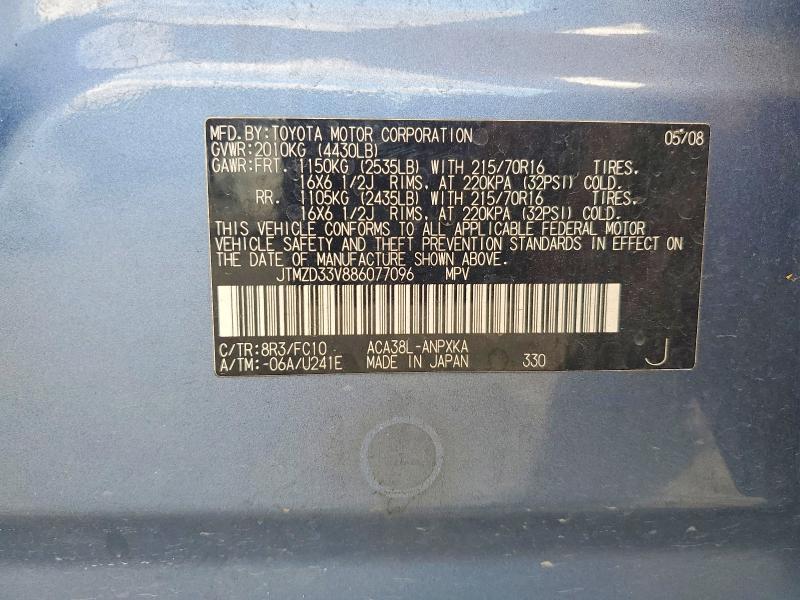 MFD.BY:TOYOTA MOTOR CORPORATION 05/08
GVWR:2010KG (4430LB)
GAWR:FRT. 1150KG (2535LB) WITH 215/70R16 TIRES.
16X6 1/2J RIMS. AT 220KPA (32PSI) COLD.
RR. 1105KG (2435LB) WITH 215/70R16 TIRES.
16X6 1/2J RIMS. AT 220KPA (32PSI) COLD.
THIS VEHICLE CONFORMS TO ALL APPLICABLE FEDERAL MOTOR
VEHICLE SAFETY AND THEFT PREVENTION STANDARDS IN EFFECT ON
THE DATE OF MANUFACTURE SHOWN ABOVE.
JTMZD33V886077096 MPV
C/TR:8R3/FC10 ACA38L-ANPXKA
A/TM:-06A/U241E MADE IN JAPAN 330 J